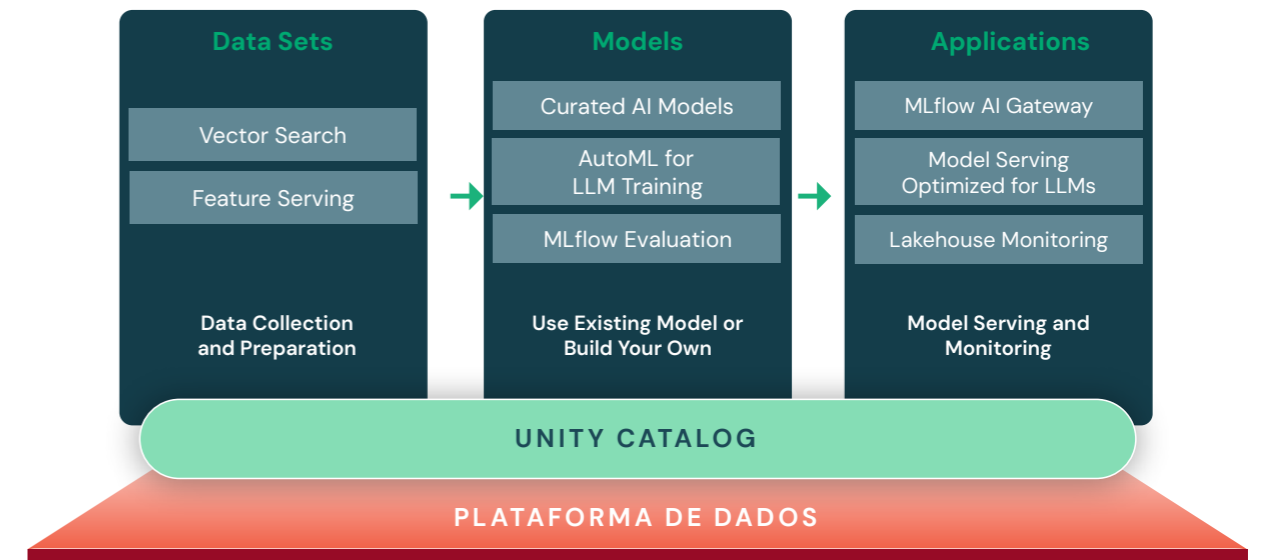 Data Sets
Vector Search
Feature Serving
Data Collection
and Preparation
Models
Curated AI Models
AutoML for
LLM Training
MLflow Evaluation
Use Existing Model or
Build Your Own
Applications
MLflow AI Gateway
Model Serving
Optimized for LLMs
Lakehouse Monitoring
Model Serving and
Monitoring
UNITY CATALOG
PLATAFORMA DE DADOS